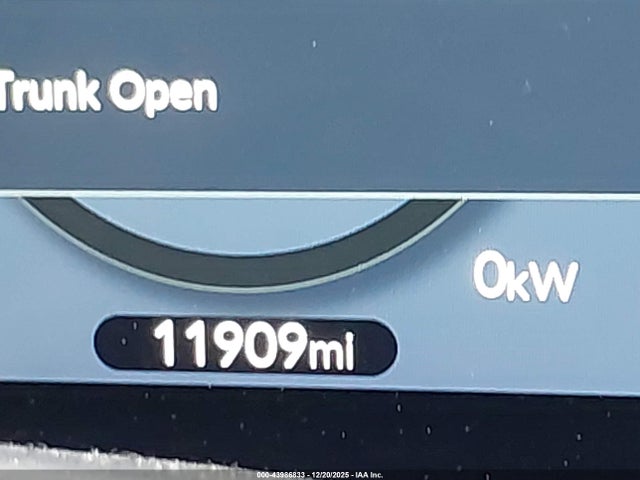 Trunk Open
0kW
11909mi
000-43986833 - 12/20/2025 - IAA Inc.